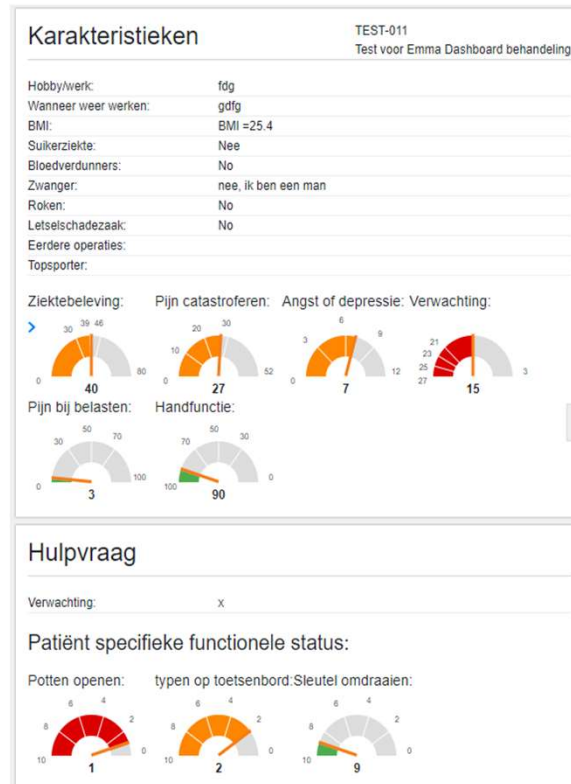 Karakteristieken
TEST-011
Test voor Emma Dashboard behandeling
Hobby/werk: fdg
Wanneer weer werken: gdfg
BMI: BMI =25.4
Suikerziekte: Nee
Bloedverdunners: No
Zwanger: nee, ik ben een man
Roken: No
Letselschadezaak: No
Eerdere operaties:
Topsporter:
Ziektebeleving: Pijn catastroferen: Angst of depressie: Verwachting:
0 30 39 46 80
40
0 10 20 30 52
27
0 3 6 9 12
7
27 25 23 21 3
15
Pijn bij belasten: Handfunctie:
0 30 50 70 100
3
100 70 50 30 0
90
Hulpvraag
Verwachting: x
Patiënt specifieke functionele status:
Potten openen: typen op toetsenbord: Sleutel omdraaien:
10 8 6 4 2 0
1
10 8 6 4 2 0
2
10 8 6 4 2 0
9